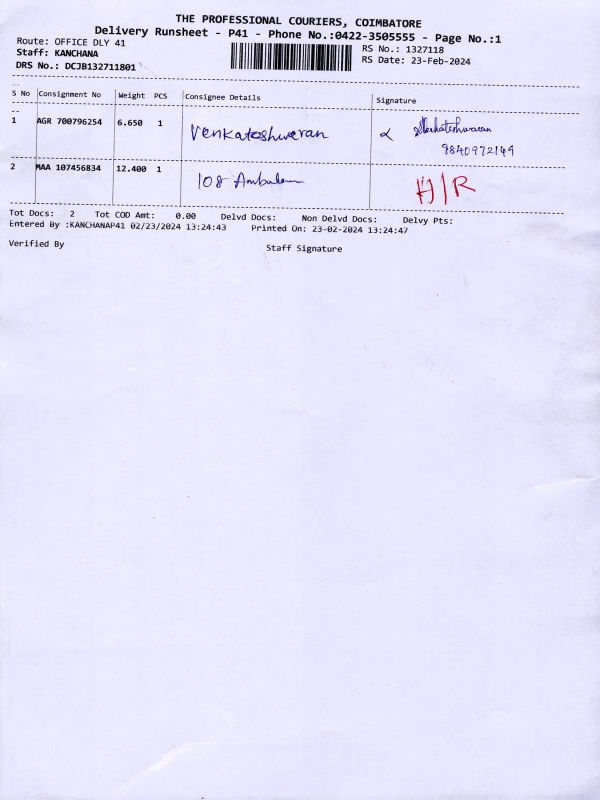 THE PROFESSIONAL COURIERS, COIMBATORE
Delivery Runsheet - P41 - Phone No.:0422-3505555 - Page No.:1
Route: OFFICE DLY 41 RS No.: 1327118
Staff: KANCHANA RS Date: 23-Feb-2024
DRS No.: DCJB132711801
S No Consignment No Weight PCS Consignee Details Signature
1 AGR 700796254 6.650 1 Venkateshwaran Venkateshwaran
9840972149
2 MAA 107456834 12.400 1 108 H/R
Tot Docs: 2 Tot COD Amt: 0.00 Delvd Docs: Non Delvd Docs: Delvy Pts:
Entered By :KANCHANAP41 02/23/2024 13:24:43 Printed On: 23-02-2024 13:24:47
Verified By Staff Signature